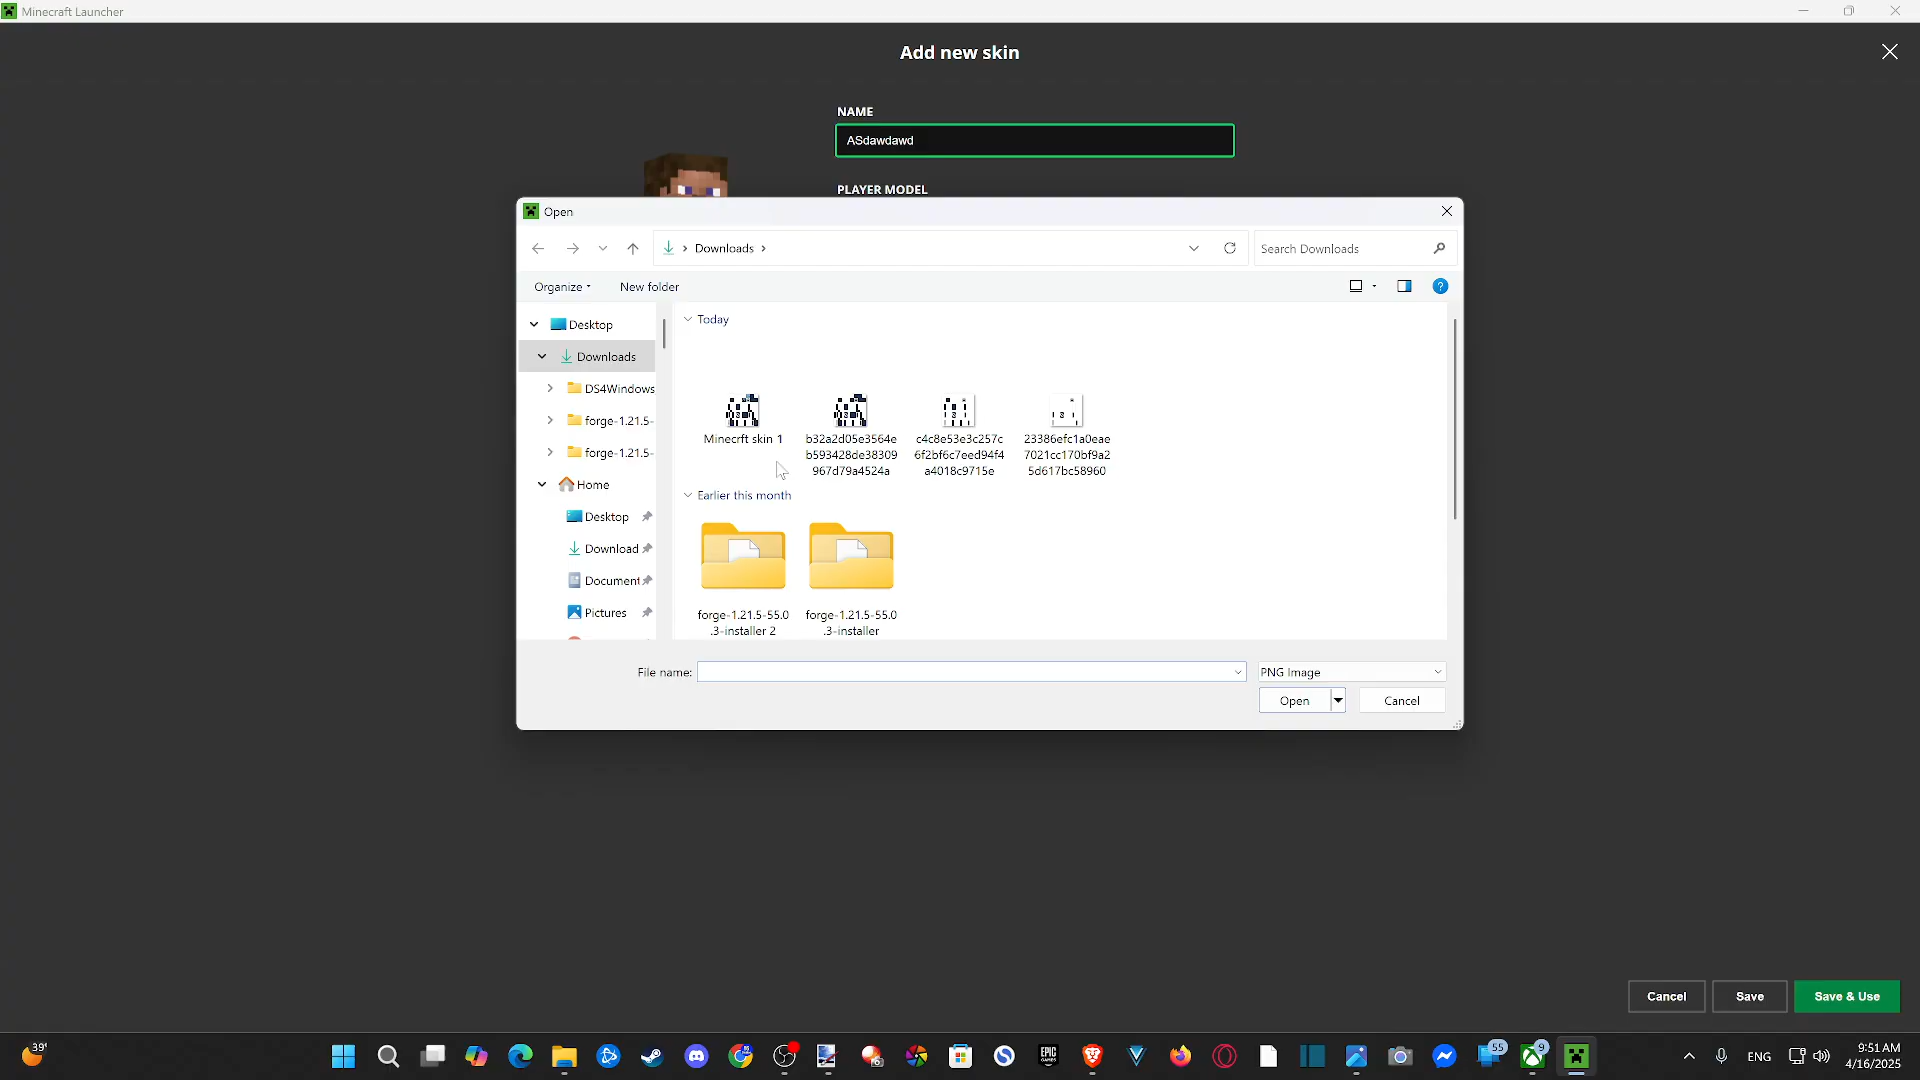 Minecraft Launcher
Add new skin
NAME
ASdawdawd
PLAYER MODEL
Open
Downloads
Search Downloads
Organize
New folder
Desktop
Downloads
DS4Windows
forge-1.21.5-
forge-1.21.5-
Home
Desktop
Download
Document
Pictures
Today
Minecrft skin 1
b32a2d05e3564e
b593428de38309
967d79a4524a
c4c8e53e3c257c
6f2bf6c7eed94f4
a4018c9715e
23386efc1a0eae
7021cc170bf9a2
5d617bc58960
Earlier this month
forge-1.21.5-55.0
.3-installer 2
forge-1.21.5-55.0
.3-installer
File name:
PNG Image
Open
Cancel
Cancel
Save
Save & Use
39°
EPIC
GAMES
55
9
ENG
9:51 AM
4/16/2025